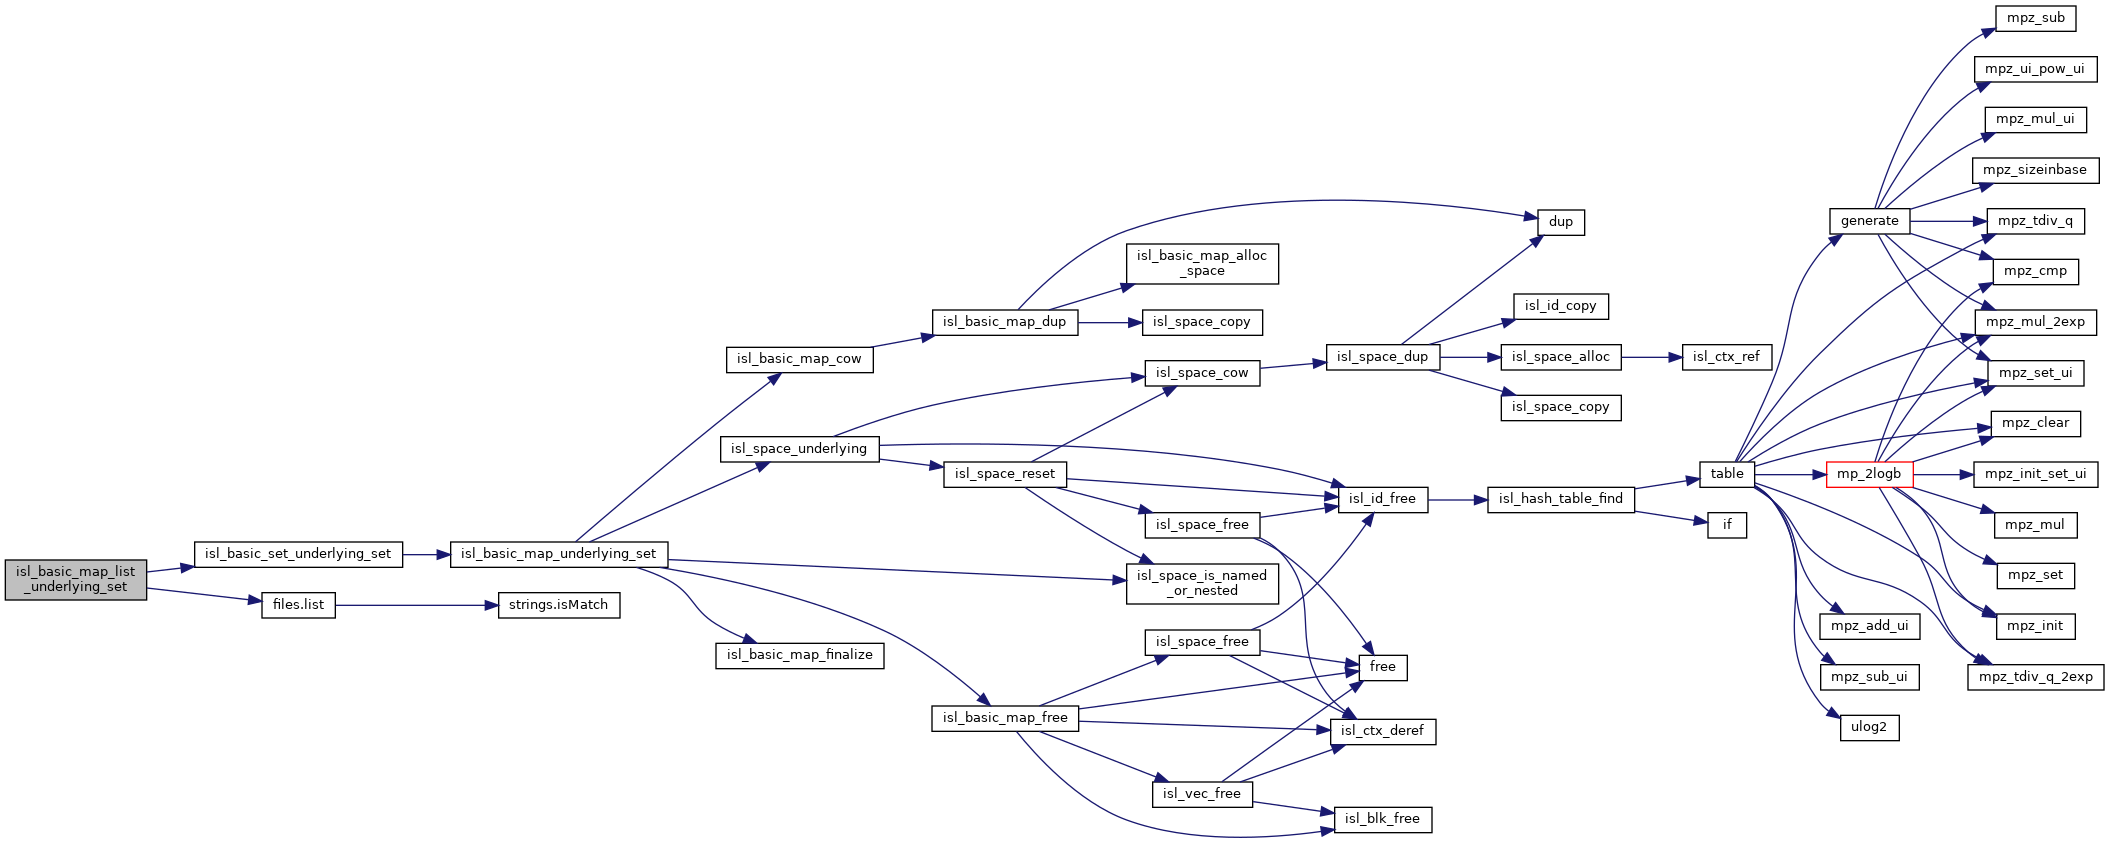 isl_basic_map_list
_underlying_set
isl_basic_set_underlying_set
files.list
isl_basic_map_underlying_set
strings.isMatch
isl_basic_map_cow
isl_space_underlying
isl_basic_map_finalize
isl_basic_map_dup
isl_space_reset
isl_basic_map_free
isl_basic_map_alloc
_space
isl_space_copy
isl_space_cow
isl_space_free
isl_space_is_named
_or_nested
isl_space_free
isl_vec_free
isl_space_dup
isl_id_free
free
isl_ctx_deref
isl_blk_free
dup
isl_id_copy
isl_space_alloc
isl_space_copy
isl_hash_table_find
isl_ctx_ref
table
if
generate
mp_2logb
mpz_add_ui
mpz_sub_ui
ulog2
mpz_sub
mpz_ui_pow_ui
mpz_mul_ui
mpz_sizeinbase
mpz_tdiv_q
mpz_cmp
mpz_mul_2exp
mpz_set_ui
mpz_clear
mpz_init_set_ui
mpz_mul
mpz_set
mpz_init
mpz_tdiv_q_2exp